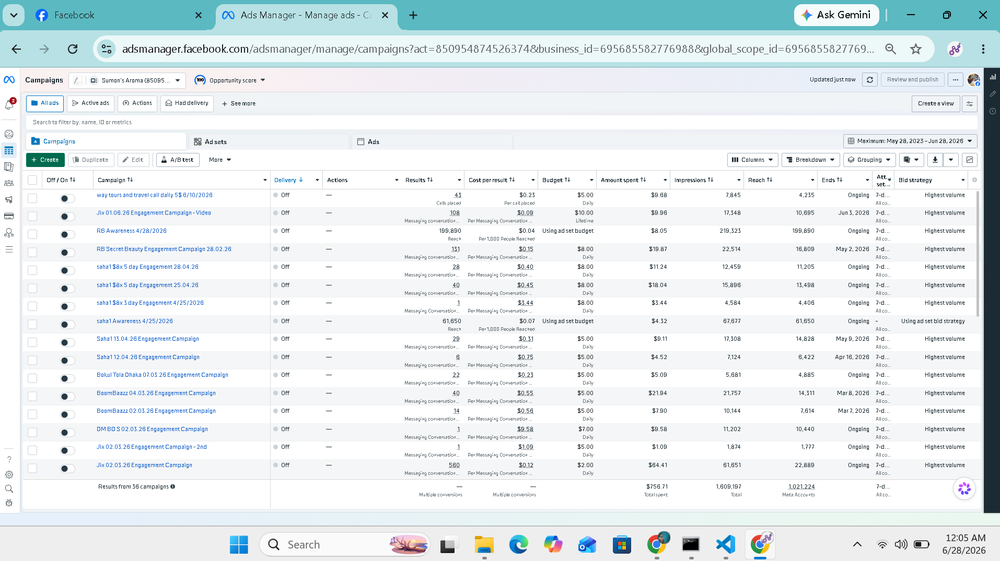 Facebook
Ads Manager - Manage ads - Ca
Ask Gemini
adsmanager.facebook.com/adsmanager/manage/campaigns?act=850954874526374&business_id=695685582776988&global_scope_id=6956855827769...
Campaigns
Sumon's Aroma (85095...
100
Opportunity score
Updated just now
Review and publish
2
All ads
Active ads
Actions
Had delivery
+ See more
Create a view
Search to filter by: name, ID or metrics
Campaigns
Ad sets
Ads
Maximum: May 28, 2023 – Jun 28, 2026
+ Create
Duplicate
Edit
A/B test
More
Columns
Breakdown
Grouping
Off / On Campaign Delivery Actions Results Cost per result Budget Amount spent Impressions Reach Ends Att... set... Bid strategy
way tours and travel call daily 5$ 6/10/2026 Off — 43 $0.23 $5.00 $9.68 7,845 4,235 Ongoing 7-d... Highest volume
Calls placed Per call placed Daily All co...
Jix 01.06.26 Engagement Campaign - Video Off — 108 $0.09 $10.00 $9.96 17,348 10,695 Jun 3, 2026 7-d... Highest volume
Messaging conversation... Per Messaging Conversation ... Lifetime All co...
RB Awareness 4/28/2026 Off — 199,890 $0.04 Using ad set budget $8.05 219,323 199,890 Ongoing 7-d... Highest volume
Reach Per 1,000 People Reached All co...
RB Secret Beauty Engagement Campaign 28.02.26 Off — 131 $0.15 $8.00 $19.87 22,514 16,809 May 2, 2026 7-d... Highest volume
Messaging conversation... Per Messaging Conversation ... Daily All co...
saha1 $8x 5 day Engagement 28.04.26 Off — 28 $0.40 $8.00 $11.24 12,459 11,205 Ongoing 7-d... Highest volume
Messaging conversation... Per Messaging Conversation ... Daily All co...
saha1 $8x 5 day Engagement 25.04.26 Off — 40 $0.45 $8.00 $18.04 15,896 13,498 Ongoing 7-d... Highest volume
Messaging conversation... Per Messaging Conversation ... Daily All co...
saha1 $8x 3 day Engagement 4/25/2026 Off — 1 $3.44 $8.00 $3.44 4,584 4,406 Ongoing 7-d... Highest volume
Messaging Conversation... Per Messaging Conversation ... Daily All co...
saha1 Awareness 4/25/2026 Off — 61,650 $0.07 Using ad set budget $4.32 67,677 61,650 Ongoing - Using ad set bid strategy
Reach Per 1,000 People Reached All co...
Saha1 13.04.26 Engagement Campaign Off — 29 $0.31 $5.00 $9.11 17,308 14,828 May 9, 2026 7-d... Highest volume
Messaging conversation... Per Messaging Conversation ... Daily All co...
Saha1 12.04.26 Engagement Campaign Off — 6 $0.75 $5.00 $4.52 7,124 6,422 Apr 16, 2026 7-d... Highest volume
Messaging conversation... Per Messaging Conversation ... Daily All co...
Bokul Tola Dhaka 07.03.26 Engagement Campaign Off — 22 $0.23 $5.00 $5.09 5,681 4,885 Ongoing 7-d... Highest volume
Messaging conversation... Per Messaging Conversation ... Daily All co...
BoomBaazz 04.03.26 Engagement Campaign Off — 40 $0.55 $5.00 $21.94 21,757 14,311 Mar 8, 2026 7-d... Highest volume
Messaging conversation... Per Messaging Conversation ... Daily All co...
BoomBaazz 02.03.26 Engagement Campaign Off — 14 $0.56 $5.00 $7.90 10,144 7,614 Mar 7, 2026 7-d... Highest volume
Messaging conversation... Per Messaging Conversation ... Daily All co...
DM BD S 02.03.26 Engagement Campaign Off — 1 $9.58 $7.00 $9.58 11,202 10,440 Ongoing 7-d... Highest volume
Messaging Conversation... Per Messaging Conversation ... Daily All co...
Jix 02.03.26 Engagement Campaign - 2nd Off — 1 $1.09 $5.00 $1.09 1,874 1,777 Ongoing 7-d... Highest volume
Messaging Conversation... Per Messaging Conversation ... Daily All co...
Jix 02.03.26 Engagement Campaign Off — 560 $0.12 $2.00 $64.41 61,651 22,889 Ongoing 7-d... Highest volume
Messaging conversation... Per Messaging Conversation ... Daily All co...
Results from 36 campaigns — — $756.71 1,609,197 1,021,224 7-d...
Multiple conversions Multiple conversions Total spent Total Meta Accounts All co...
Search
12:05 AM
6/28/2026